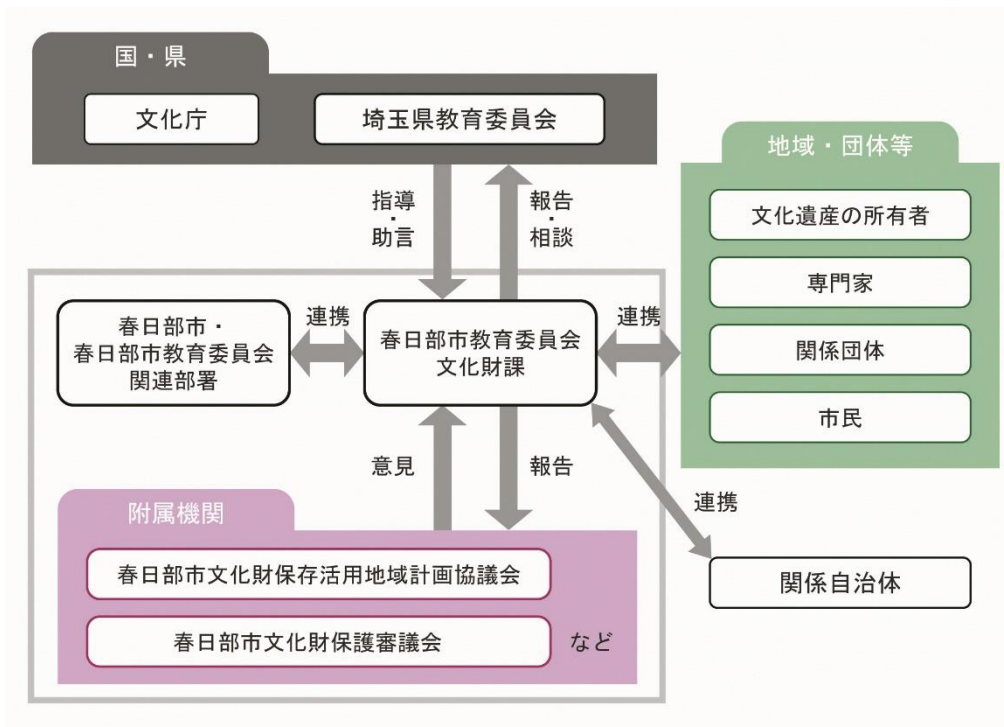 国・県
文化庁
埼玉県教育委員会
指導
・
助言
報告
・
相談
地域・団体等
文化遺産の所有者
専門家
関係団体
市民
春日部市・
春日部市教育委員会
関連部署
連携
春日部市教育委員会
文化財課
連携
意見
報告
連携
関係自治体
附属機関
春日部市文化財保存活用地域計画協議会
春日部市文化財保護審議会
など